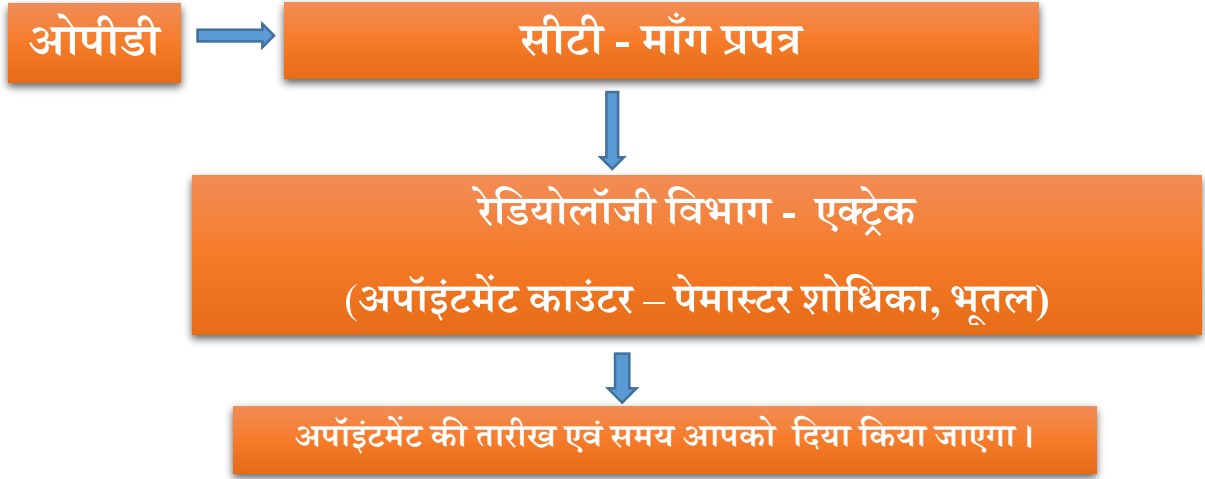 ओपीडी
सीटी - माँग प्रपत्र
रेडियोलॉजी विभाग - एक्ट्रेक
(अपॉइंटमेंट काउंटर – पेमास्टर शोधिका, भूतल)
अपॉइंटमेंट की तारीख एवं समय आपको दिया किया जाएगा।